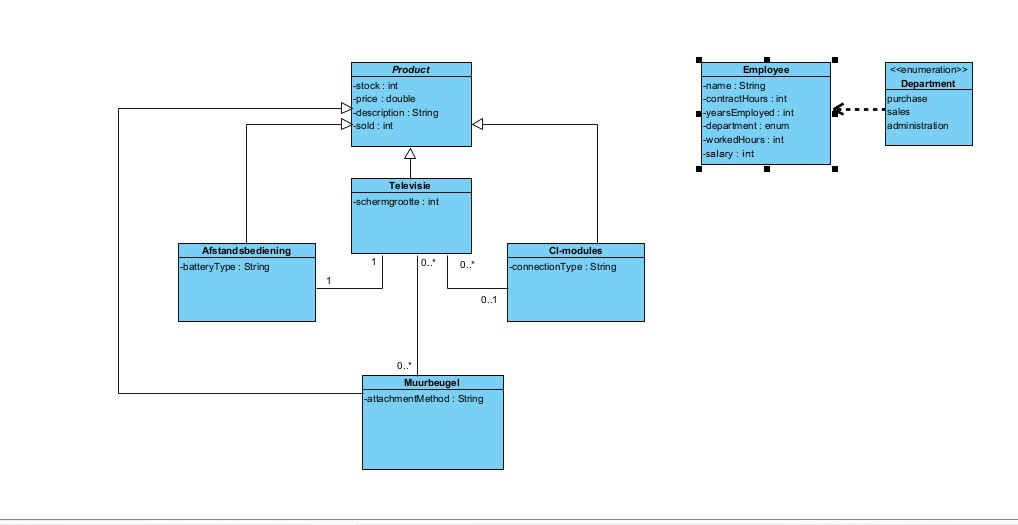 Product
-stock : int
-price : double
-description : String
-sold : int
Employee
-name : String
-contractHours : int
-yearsEmployed : int
-department : enum
-workedHours : int
-salary : int
<<enumeration>>
Department
purchase
sales
administration
Televisie
-schermgrootte : int
Afstandsbediening
-batteryType : String
CI-modules
-connectionType : String
1
0..*
0..*
1
0..1
0..*
Muurbeugel
-attachmentMethod : String